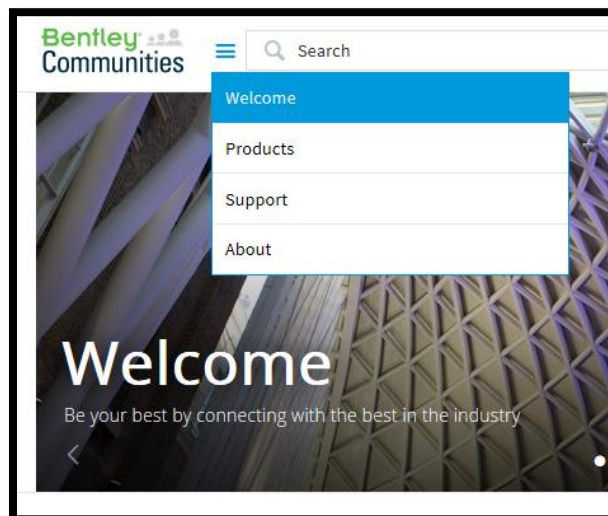 Bentley
Communities
Search
Welcome
Products
Support
About
Welcome
Be your best by connecting with the best in the industry